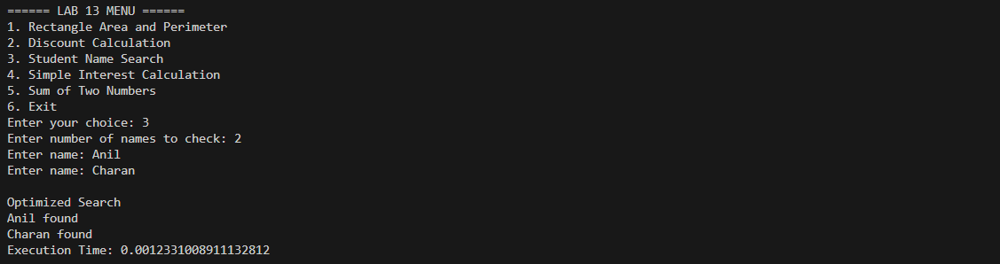 ====== LAB 13 MENU ======
1. Rectangle Area and Perimeter
2. Discount Calculation
3. Student Name Search
4. Simple Interest Calculation
5. Sum of Two Numbers
6. Exit
Enter your choice: 3
Enter number of names to check: 2
Enter name: Anil
Enter name: Charan
Optimized Search
Anil found
Charan found
Execution Time: 0.0012331008911132812